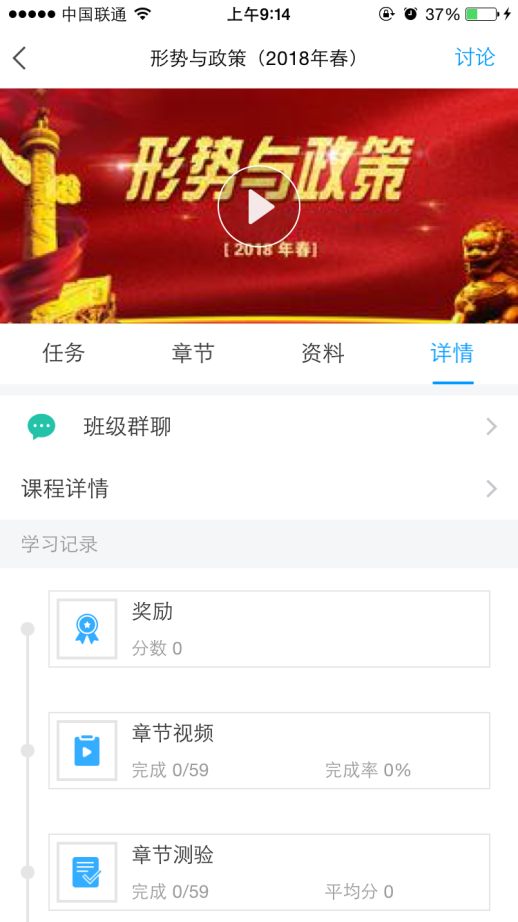 中国联通 上午9:14 37%
形势与政策（2018年春） 讨论
形势与政策
[ 2018 年春]
任务 章节 资料 详情
班级群聊
课程详情
学习记录
奖励
分数 0
章节视频
完成 0/59 完成率 0%
章节测验
完成 0/59 平均分 0